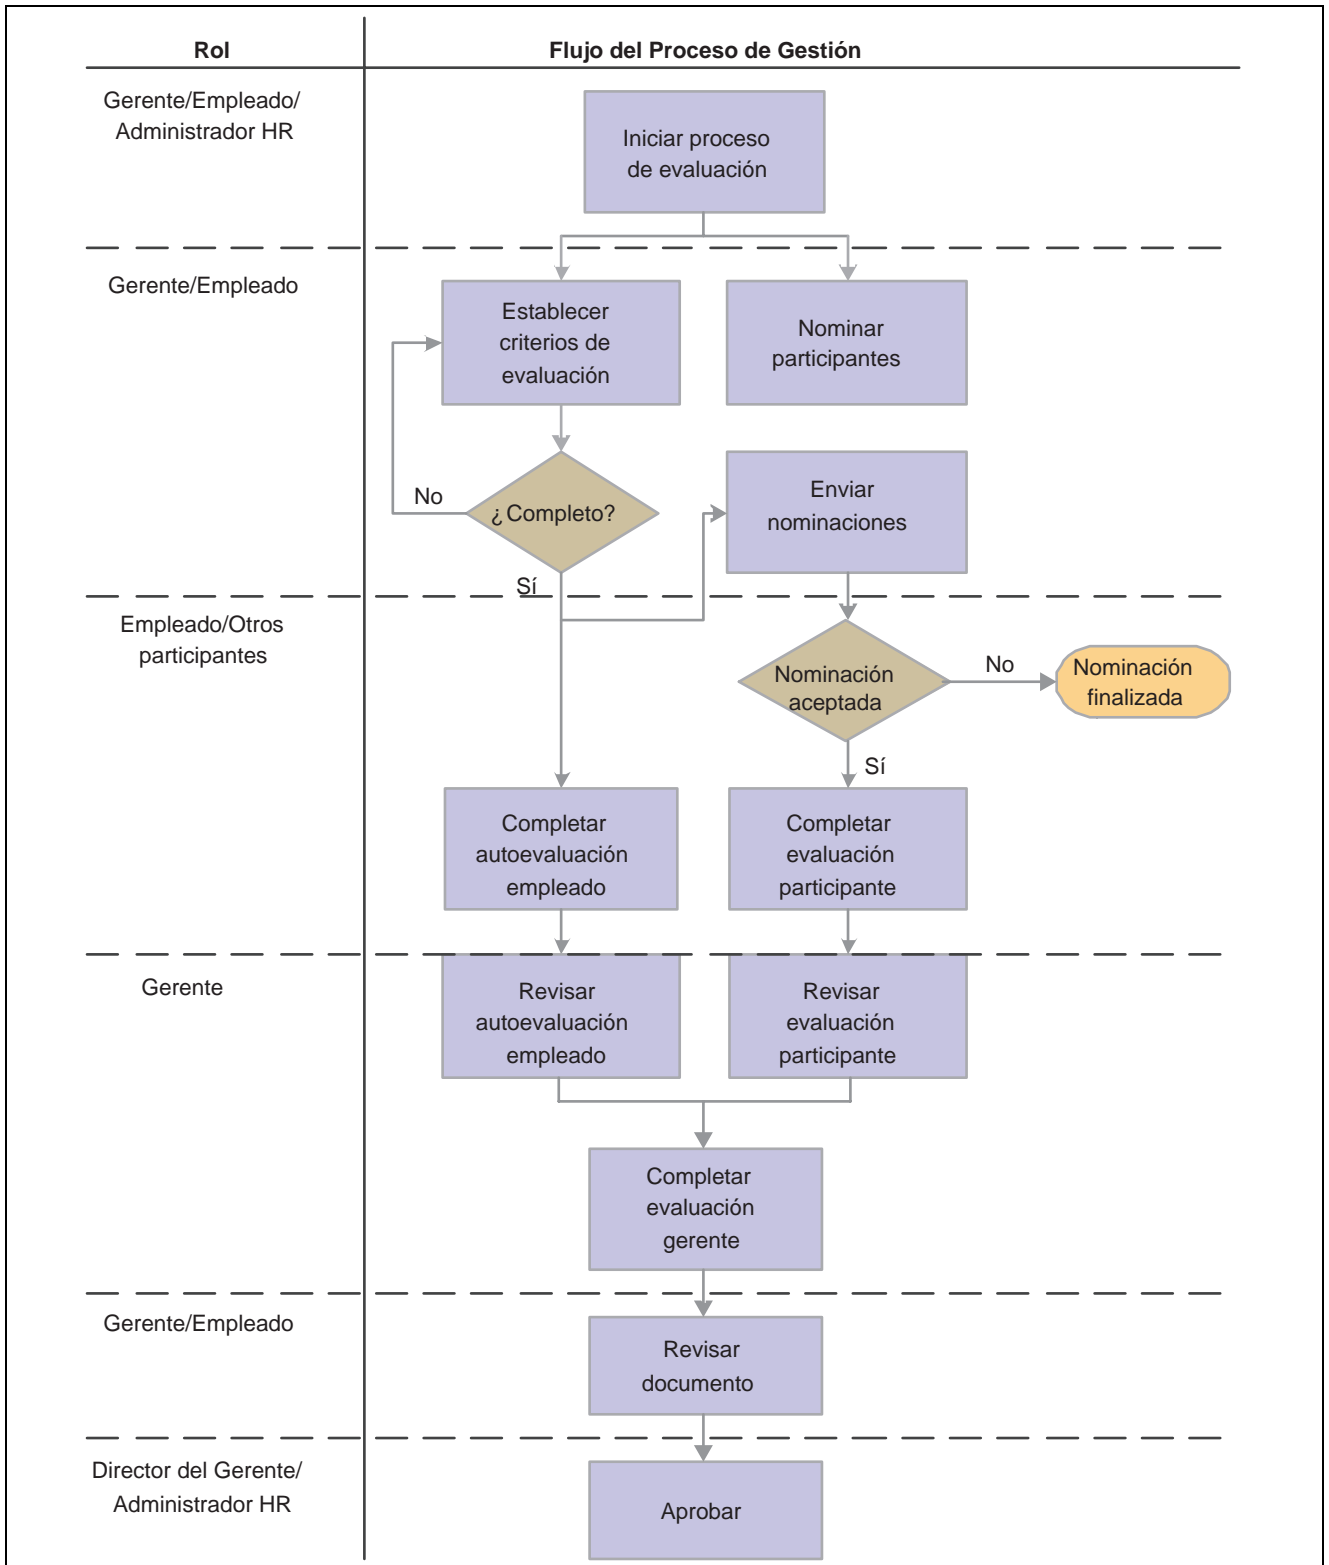 Rol
Flujo del Proceso de Gestión
Gerente/Empleado/
Administrador HR
Iniciar proceso
de evaluación
Gerente/Empleado
Establecer
criterios de
evaluación
Nominar
participantes
No
¿Completo?
Enviar
nominaciones
Sí
Empleado/Otros
participantes
Nominación
aceptada
No
Nominación
finalizada
Sí
Completar
autoevaluación
empleado
Completar
evaluación
participante
Gerente
Revisar
autoevaluación
empleado
Revisar
evaluación
participante
Completar
evaluación
gerente
Gerente/Empleado
Revisar
documento
Director del Gerente/
Administrador HR
Aprobar